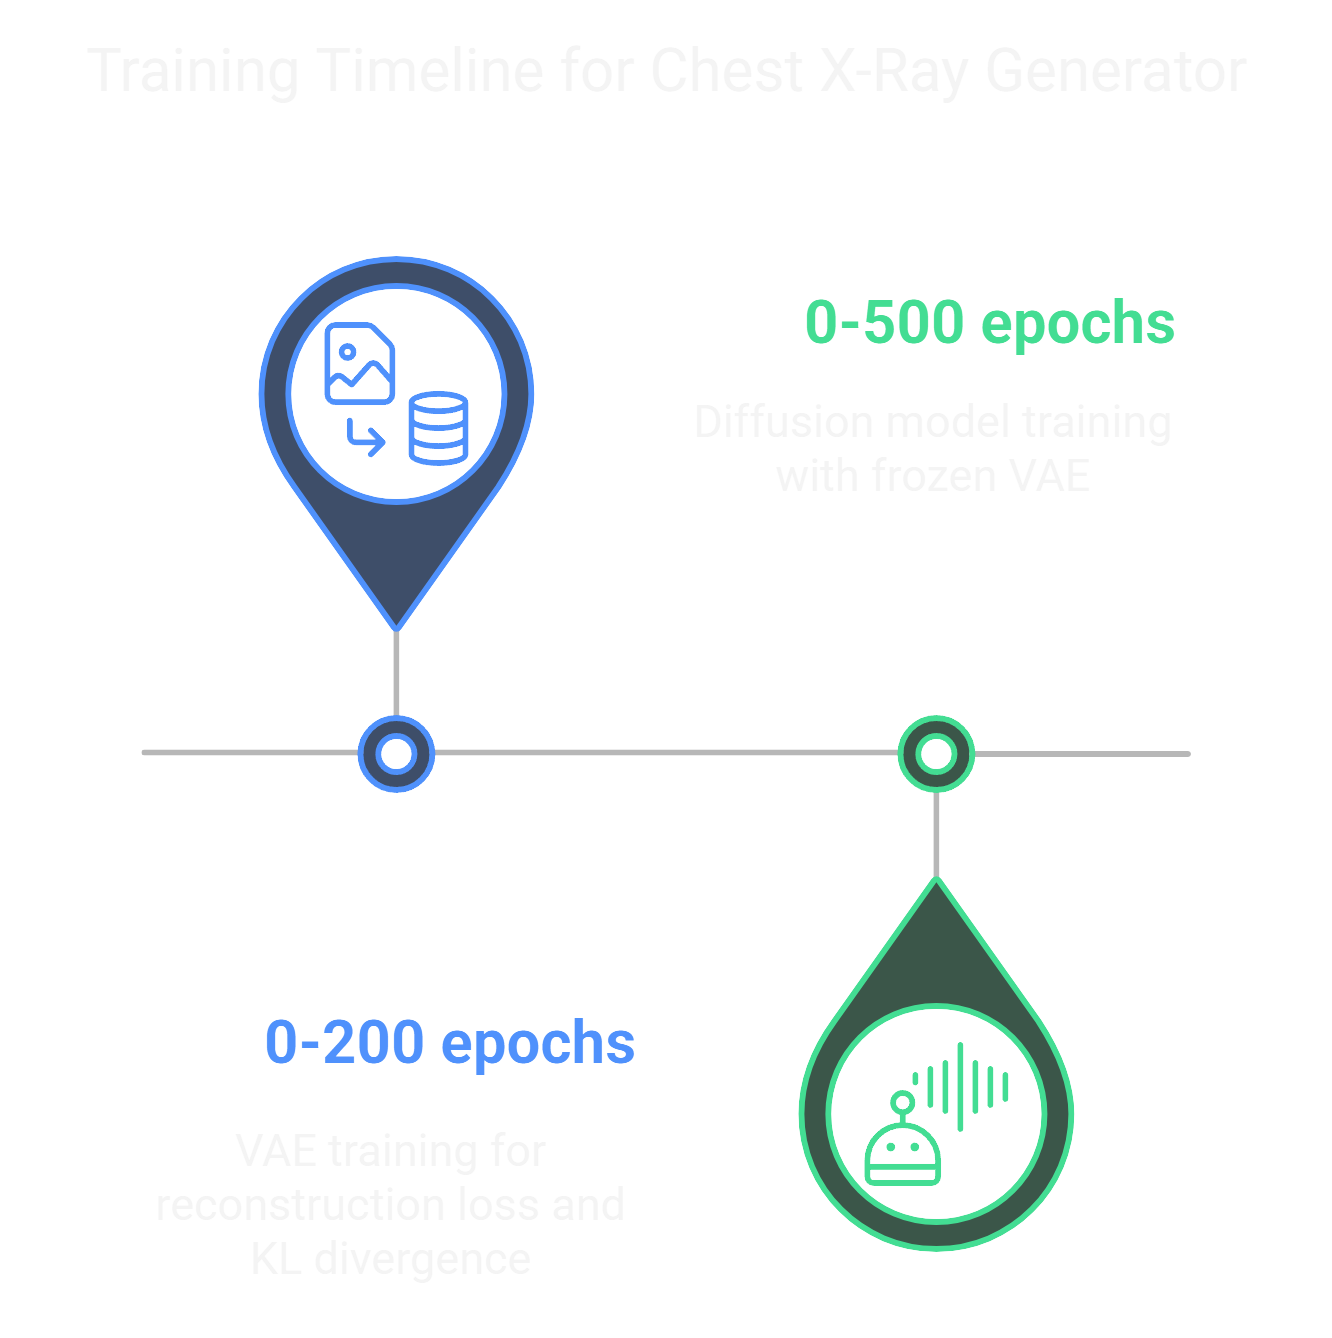 Training Timeline for Chest X-Ray Generator
0-500 epochs
Diffusion model training
with frozen VAE
0-200 epochs
VAE training for
reconstruction loss and
KL divergence